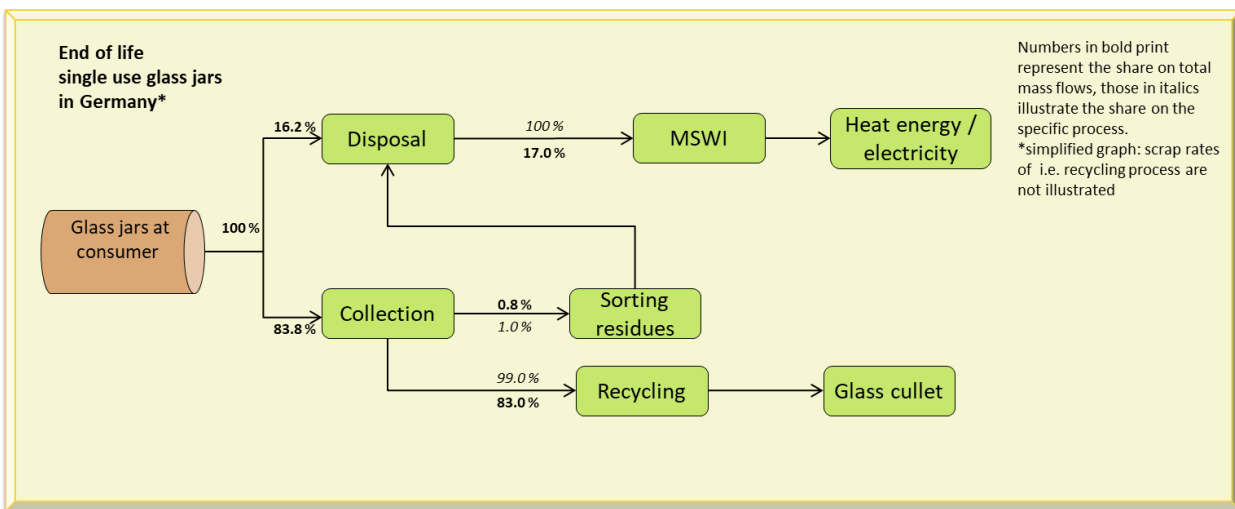 End of life
single use glass jars
in Germany*
Numbers in bold print
represent the share on total
mass flows, those in italics
illustrate the share on the
specific process.
*simplified graph: scrap rates
of i.e. recycling process are
not illustrated
16.2 %
Disposal
100 %
17.0 %
MSWI
Heat energy /
electricity
Glass jars at
consumer
100 %
83.8 %
Collection
0.8 %
1.0 %
Sorting
residues
99.0 %
83.0 %
Recycling
Glass cullet